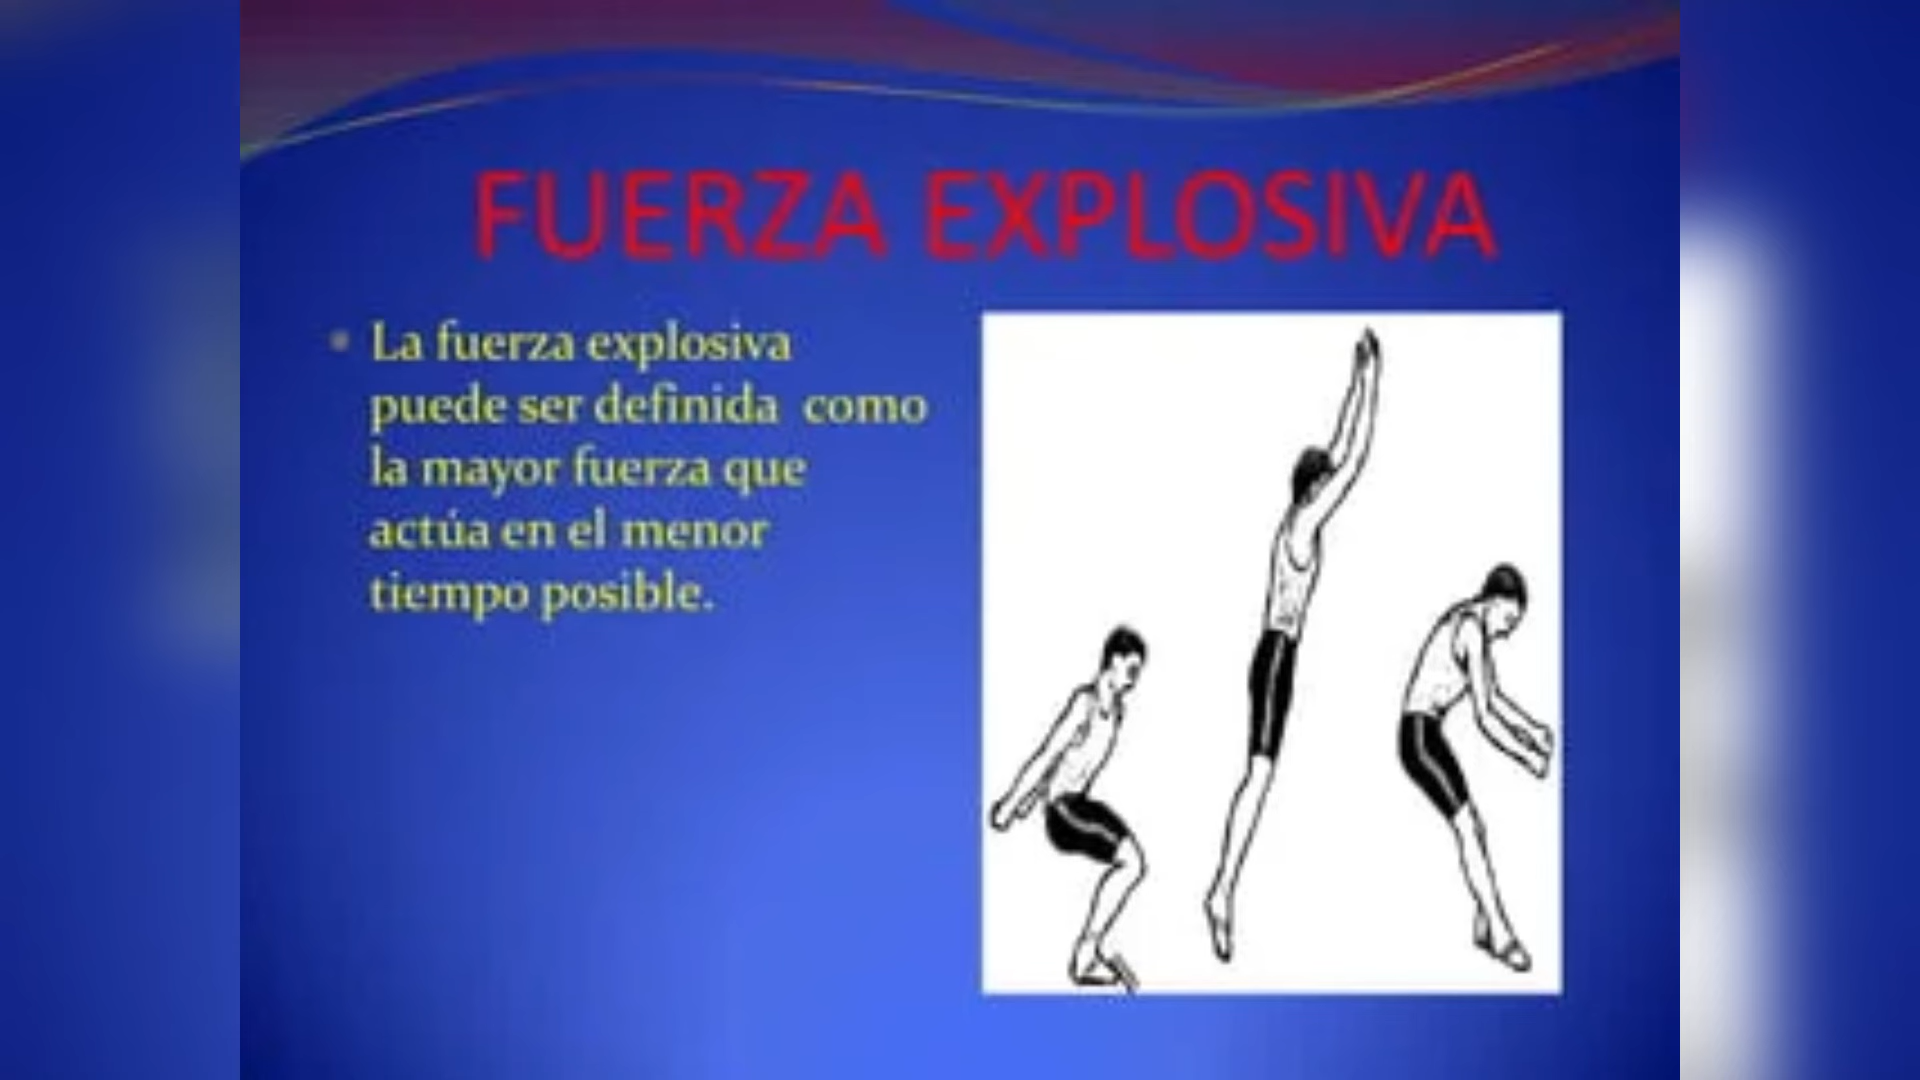 FUERZA EXPLOSIVA
La fuerza explosiva
puede ser definida como
la mayor fuerza que
actúa en el menor
tiempo posible.